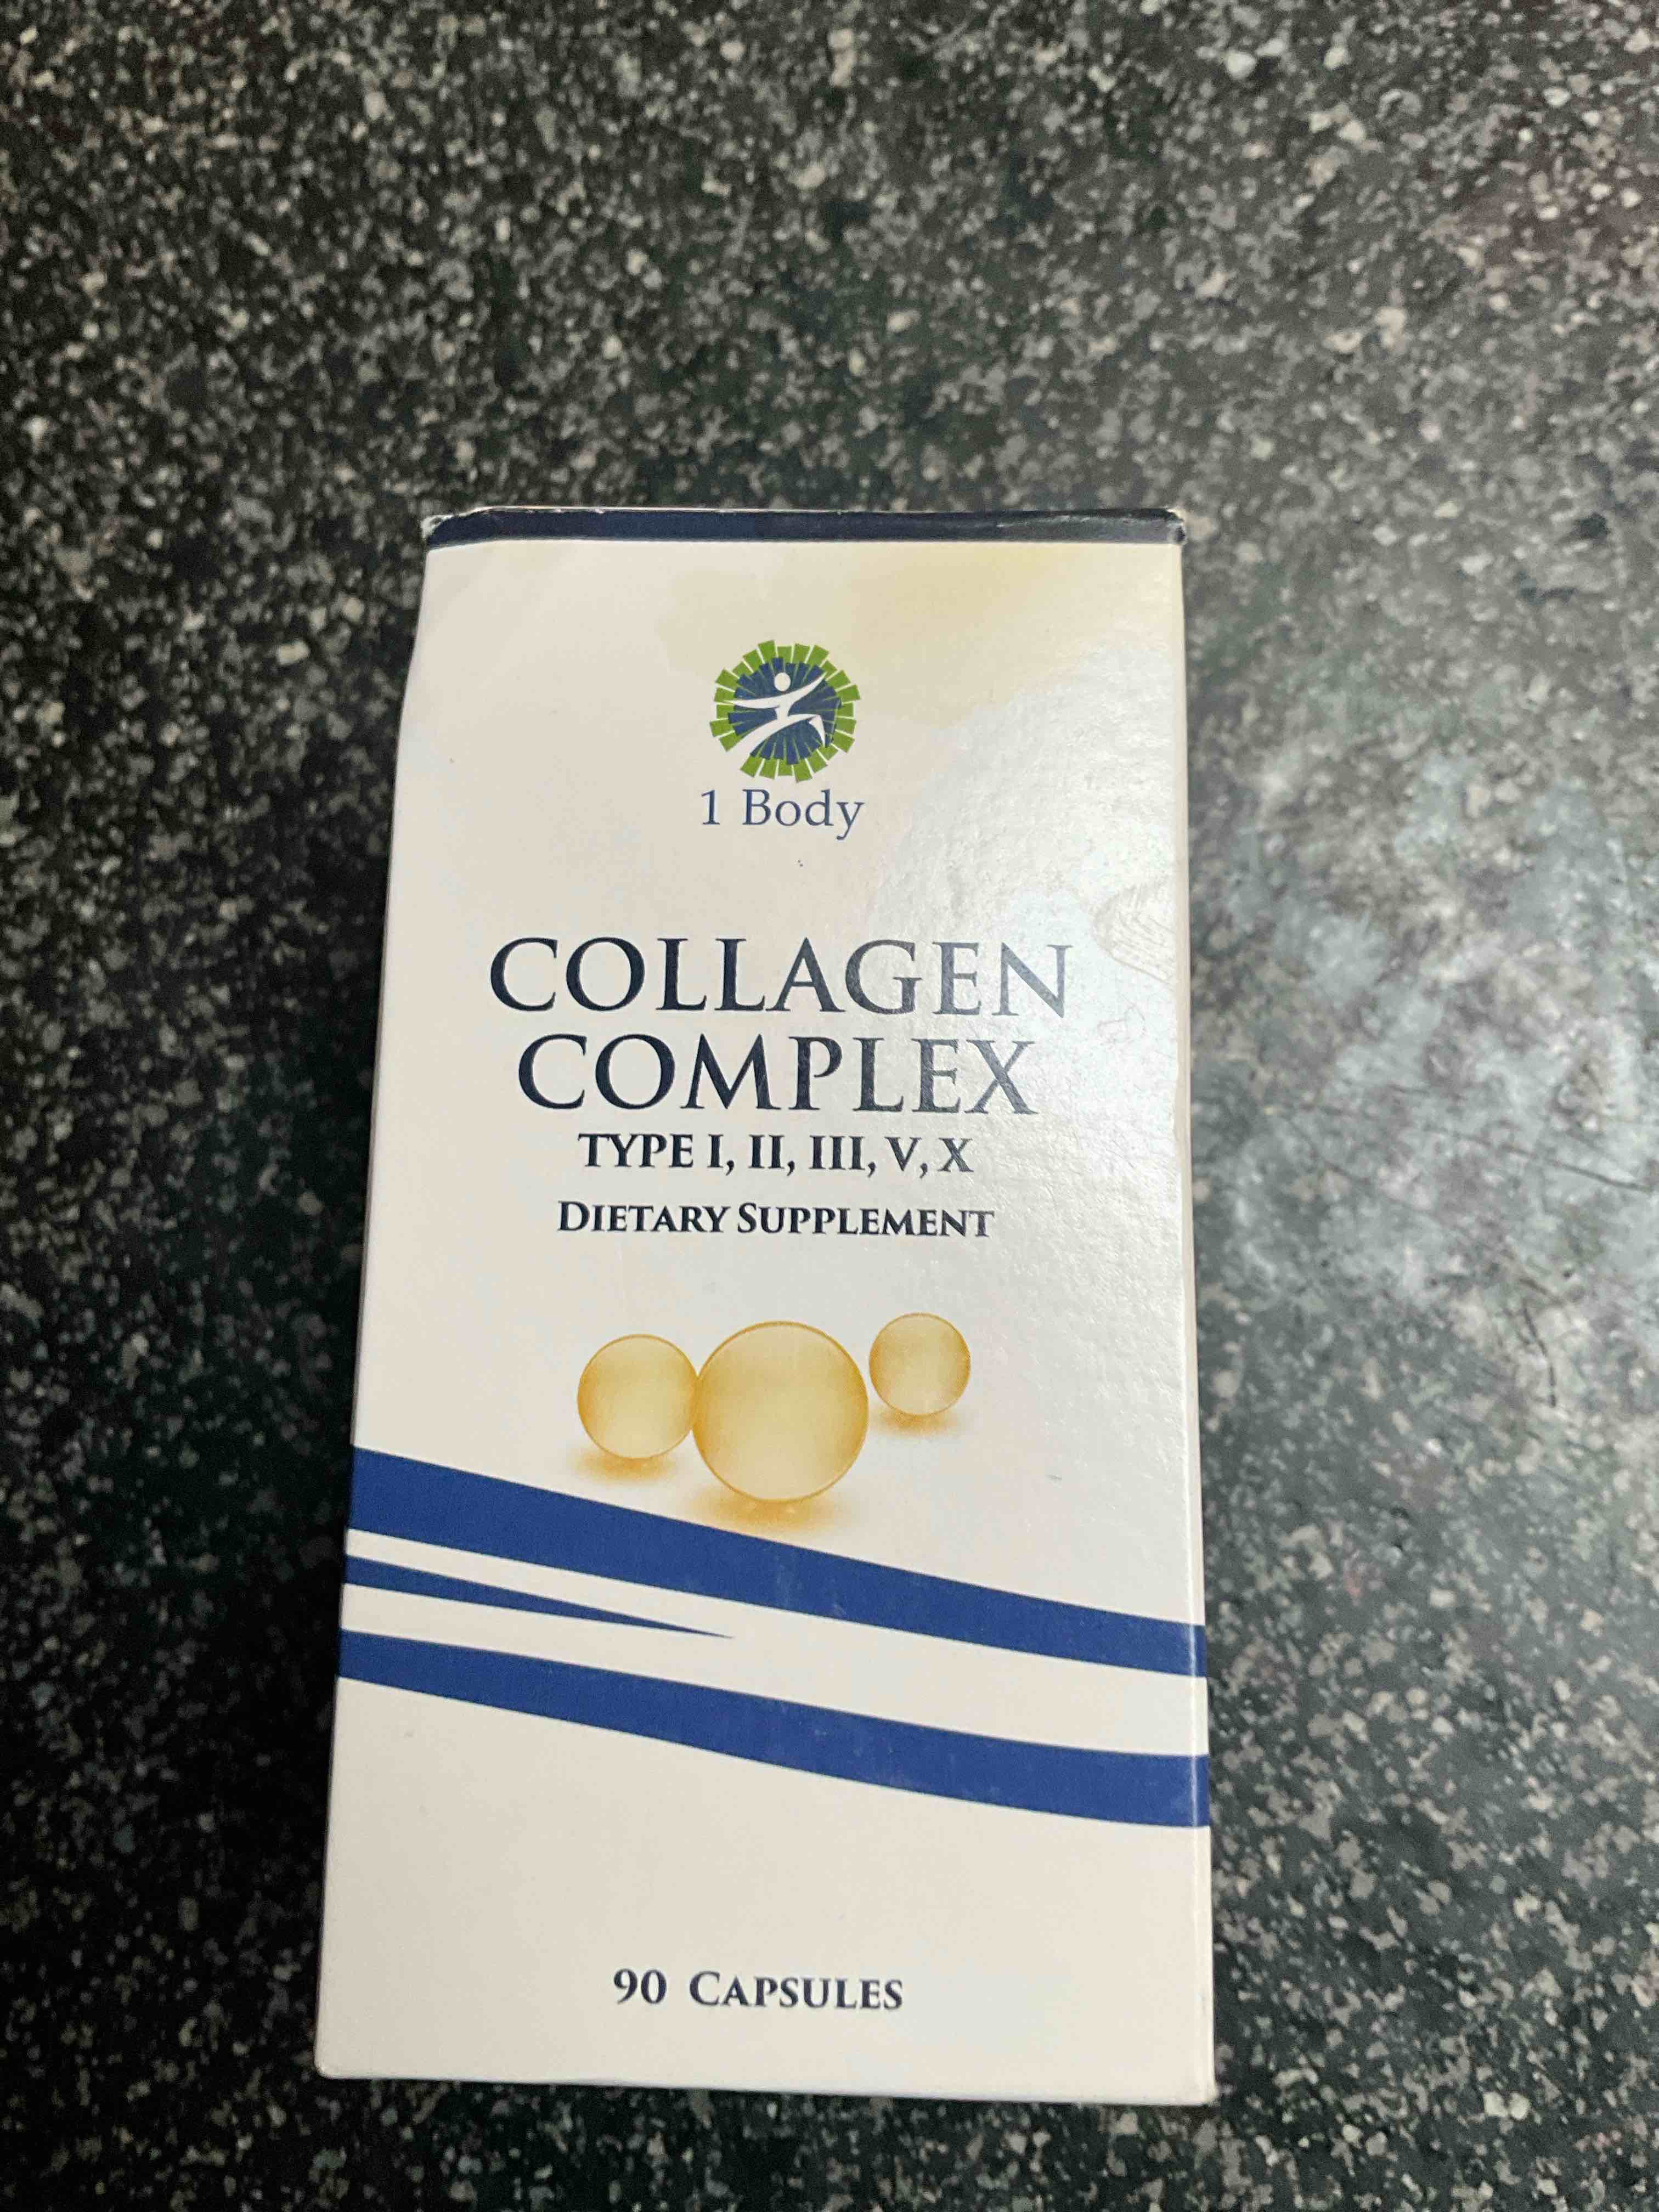 1 Body
COLLAGEN
COMPLEX
TYPE I, II, III, V, X
DIETARY SUPPLEMENT
90 CAPSULES